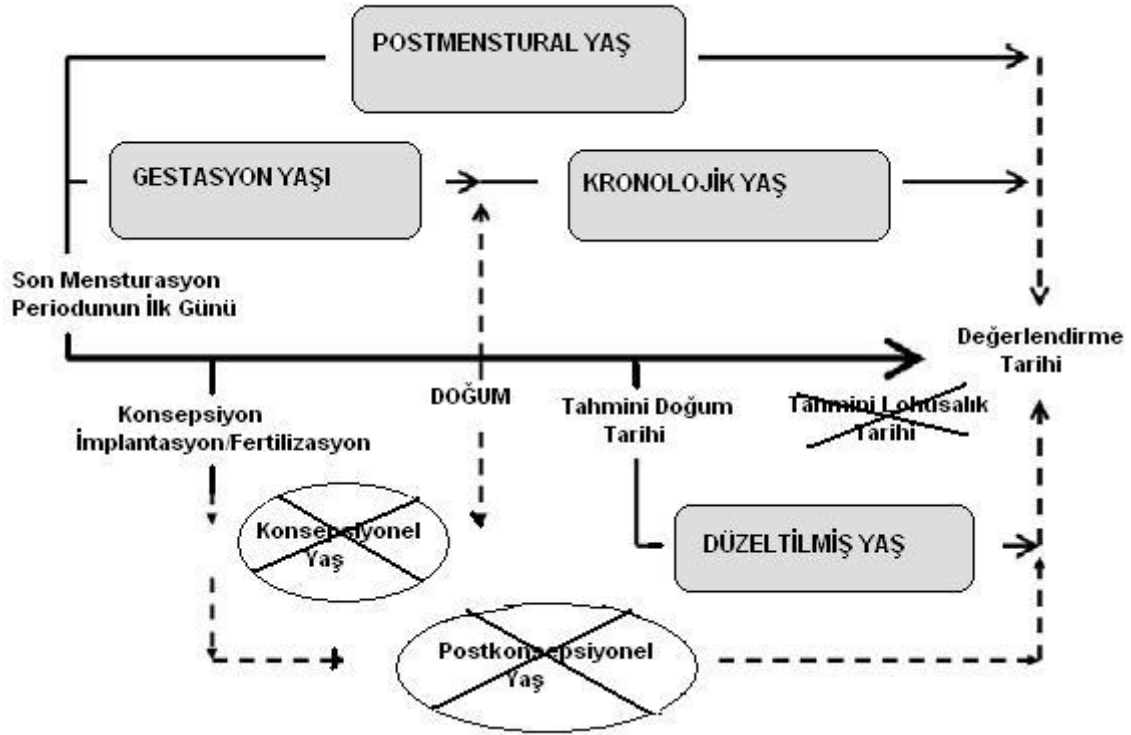 POSTMENSTURAL YAŞ
GESTASYON YAŞI
KRONOLOJİK YAŞ
Son Mensturasyon
Periodunun İlk Günü
Değerlendirme
Tarihi
Konsepsiyon
İmplantasyon/Fertilizasyon
DOĞUM
Tahmini Doğum
Tarihi
Tahmini Lohusalık
Tarihi
Konsepsiyonel
Yaş
DÜZELTİLMİŞ YAŞ
Postkonsepsiyonel
Yaş